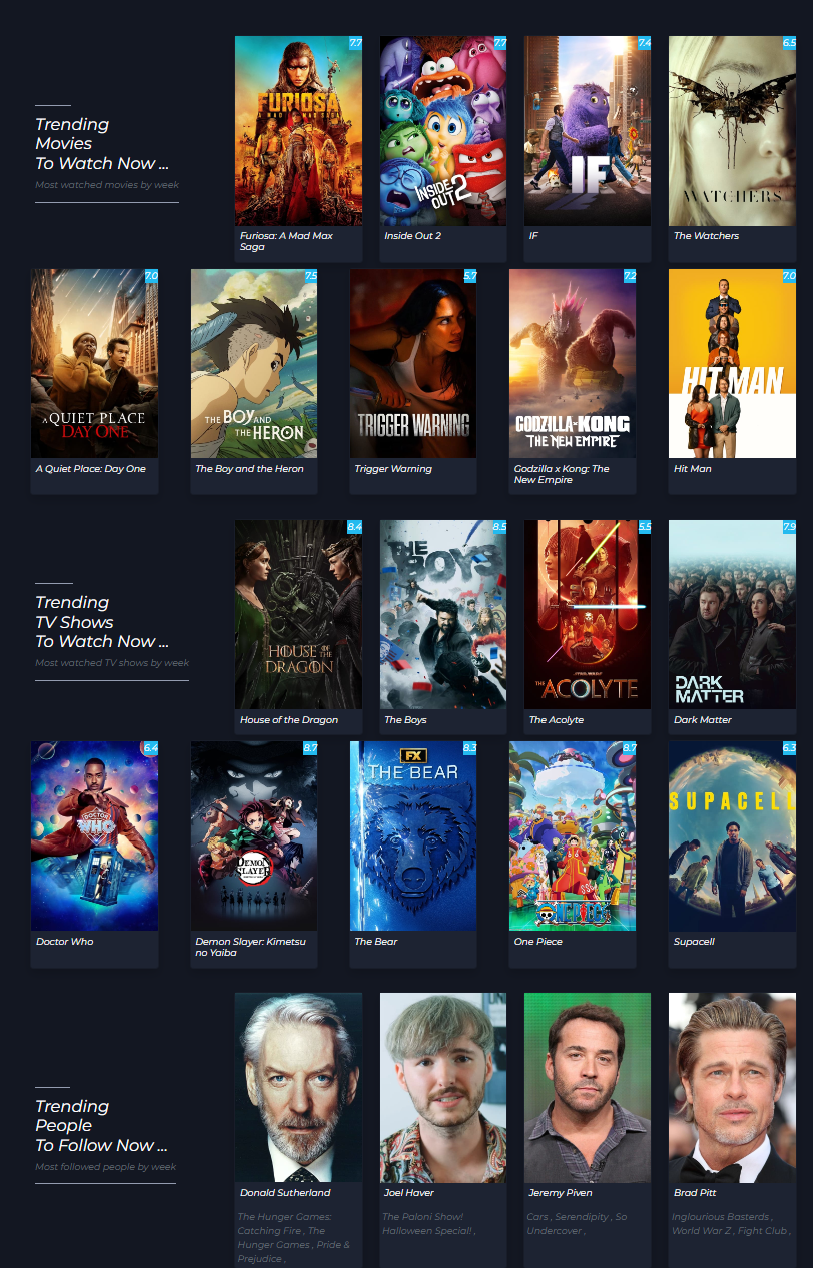 Trending
Movies
To Watch Now ...
Most watched movies by week
7.7
FURIOSA
A MAD MAX SAGA
Furiosa: A Mad Max
Saga
7.7
INSIDE
OUT 2
Inside Out 2
7.4
IF
IF
6.5
WATCHERS
The Watchers
7.0
A QUIET PLACE
DAY ONE
A Quiet Place: Day One
7.5
THE BOY AND
THE HERON
The Boy and the Heron
5.7
TRIGGER WARNING
Trigger Warning
7.2
GODZILLA × KONG
THE NEW EMPIRE
Godzilla x Kong: The
New Empire
7.0
HIT MAN
Hit Man
Trending
TV Shows
To Watch Now ...
Most watched TV shows by week
8.4
HOUSE OF THE
DRAGON
House of the Dragon
8.5
THE
BOYS
The Boys
5.5
STAR WARS
THE ACOLYTE
The Acolyte
7.9
DARK
MATTER
Dark Matter
6.4
DOCTOR
WHO
Doctor Who
8.7
DEMON
SLAYER
Demon Slayer: Kimetsu
no Yaiba
8.3
FX
THE BEAR
The Bear
8.7
ONE PIECE
One Piece
6.3
SUPACELL
Supacell
Trending
People
To Follow Now ...
Most followed people by week
Donald Sutherland
The Hunger Games:
Catching Fire , The
Hunger Games , Pride &
Prejudice ,
Joel Haver
The Paloni Show!
Halloween Special! ,
Jeremy Piven
Cars , Serendipity , So
Undercover ,
Brad Pitt
Inglourious Basterds ,
World War Z , Fight Club ,